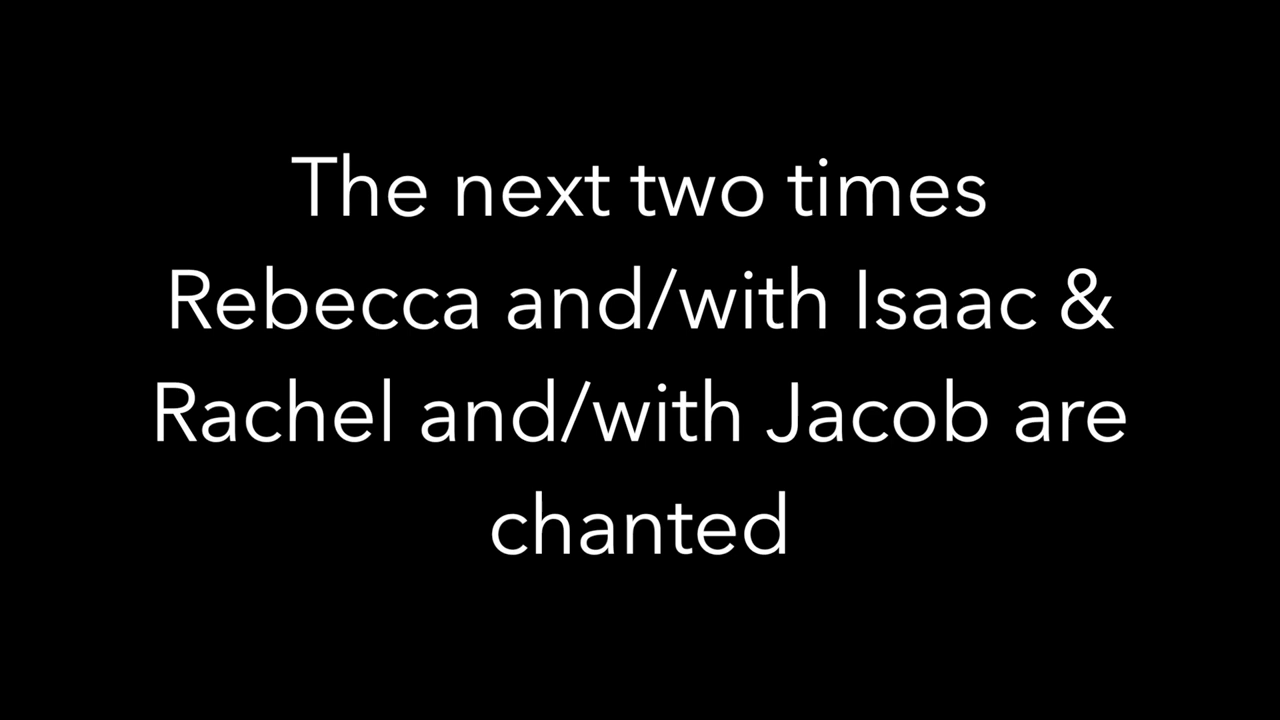 The next two times
Rebecca and/with Isaac &
Rachel and/with Jacob are
chanted